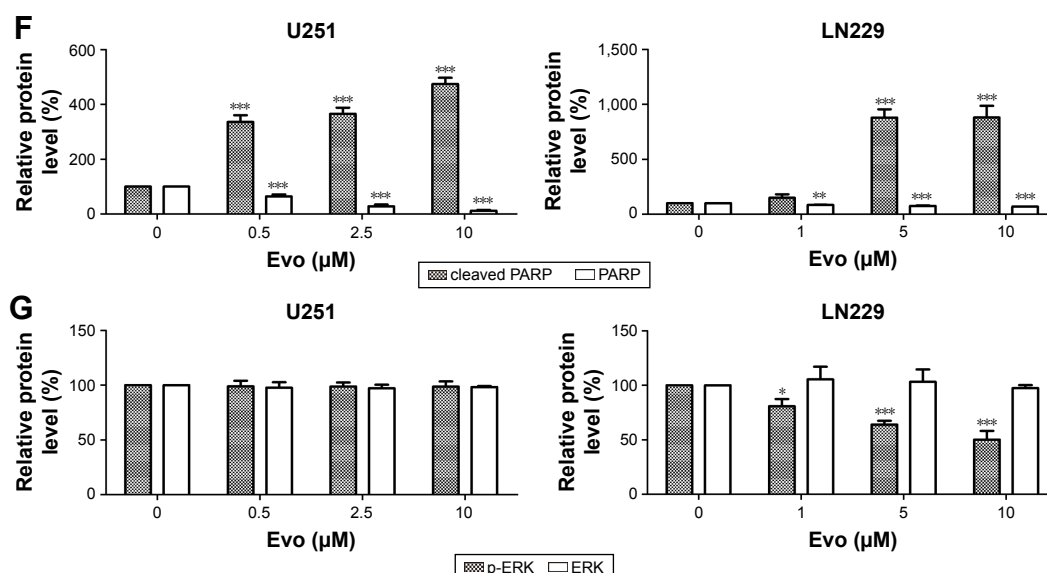 F
U251
LN229
Relative protein
level (%)
600
400
200
0
***
***
***
***
***
***
0
0.5
2.5
10
Evo (μM)
Relative protein
level (%)
1,500
1,000
500
0
**
***
***
***
***
0
1
5
10
Evo (μM)
cleaved PARP PARP
G
U251
LN229
Relative protein
level (%)
150
100
50
0
0
0.5
2.5
10
Evo (μM)
Relative protein
level (%)
150
100
50
0
*
***
***
0
1
5
10
Evo (μM)
p-ERK ERK